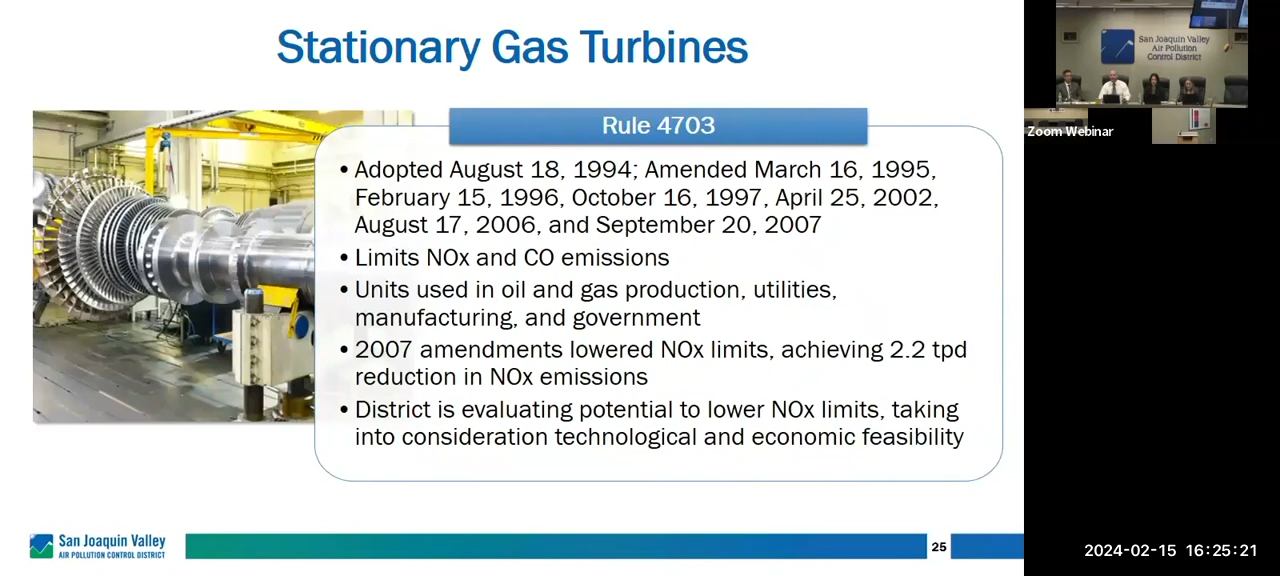 Stationary Gas Turbines
Rule 4703
• Adopted August 18, 1994; Amended March 16, 1995,
February 15, 1996, October 16, 1997, April 25, 2002,
August 17, 2006, and September 20, 2007
• Limits NOx and CO emissions
• Units used in oil and gas production, utilities,
manufacturing, and government
• 2007 amendments lowered NOx limits, achieving 2.2 tpd
reduction in NOx emissions
• District is evaluating potential to lower NOx limits, taking
into consideration technological and economic feasibility
San Joaquin Valley
AIR POLLUTION CONTROL DISTRICT
25
San Joaquin Valley
Air Pollution
Control District
Zoom Webinar
2024-02-15 16:25:21